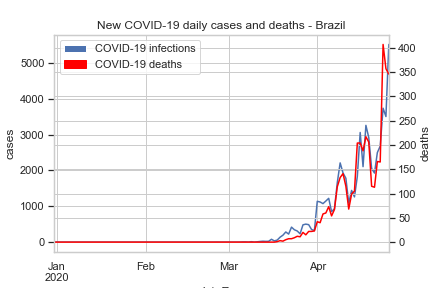 New COVID-19 daily cases and deaths - Brazil
COVID-19 infections
COVID-19 deaths
cases
5000
4000
3000
2000
1000
0
deaths
400
350
300
250
200
150
100
50
0
Jan
2020
Feb
Mar
Apr